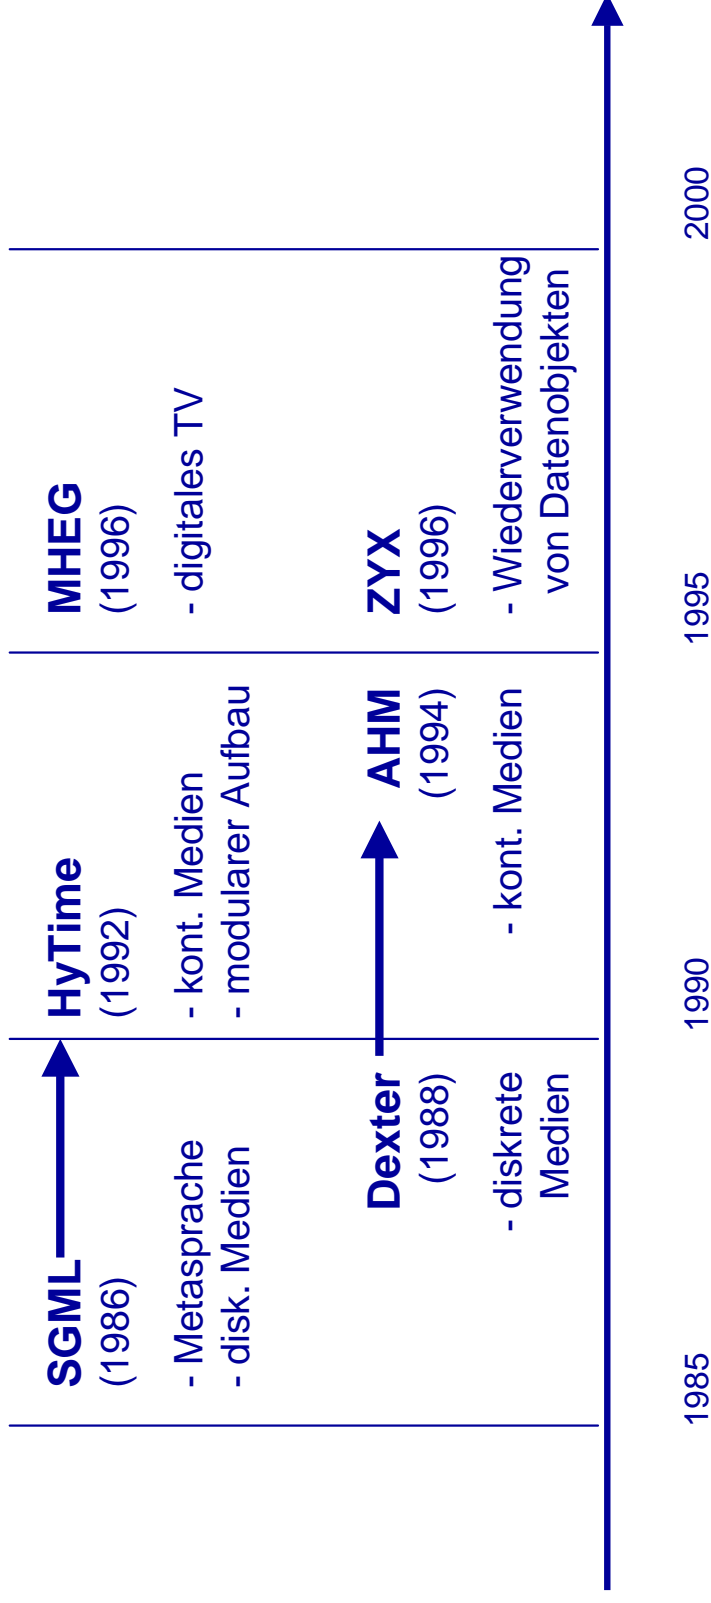 SGML
(1986)
- Metasprache
- disk. Medien
HyTime
(1992)
- kont. Medien
- modularer Aufbau
MHEG
(1996)
- digitales TV
Dexter
(1988)
- diskrete
Medien
AHM
(1994)
- kont. Medien
ZYX
(1996)
- Wiederverwendung
von Datenobjekten
1985
1990
1995
2000